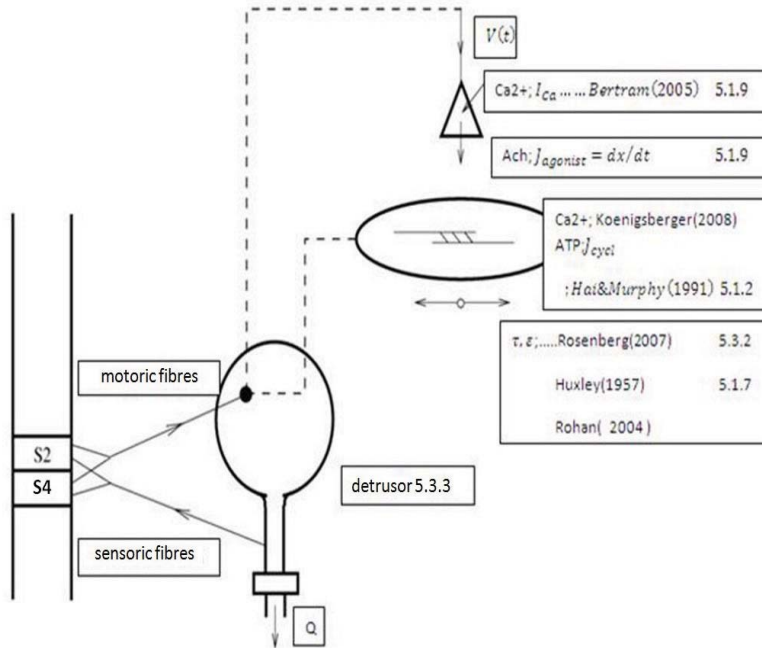 V(t)
Ca2+; I_Ca ...... Bertram(2005) 5.1.9
Ach; J_agonist = dx/dt 5.1.9
Ca2+; Koenigsberger(2008)
ATP; J_cycl
; Hai&Murphy(1991) 5.1.2
τ, ε;.....Rosenberg(2007) 5.3.2
Huxley(1957) 5.1.7
Rohan( 2004)
motoric fibres
S2
S4
detrusor 5.3.3
sensoric fibres
Q